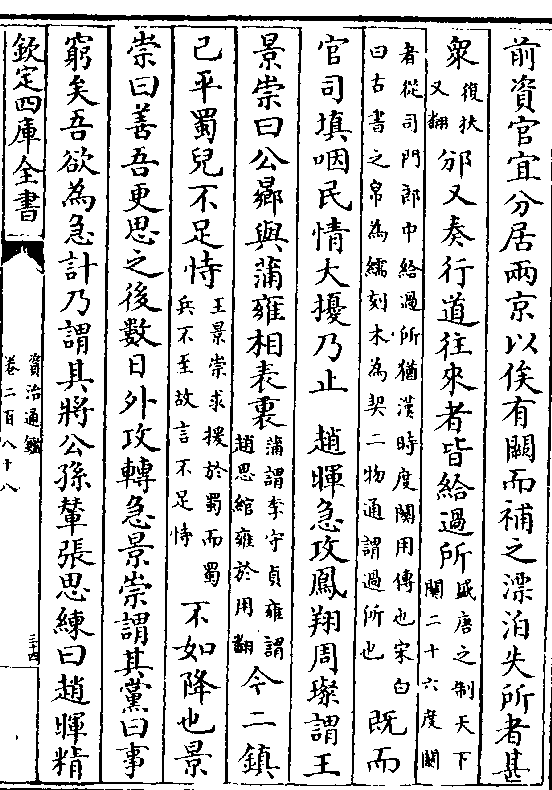 前資官宜分居兩京以俟有闕而補之漂泊失所者甚
衆復扶又翻邠又奏行道往來者皆給過所盛唐之制天下關二十六度關
者從司門郎中給過所猶漢時度關用傳也宋白曰古書之帛為繻刻木為契二物通謂過所也既而
官司填咽民情大擾乃止 趙暉急攻鳳翔周璨謂王
景崇曰公曏與蒲雍相表裏蒲謂李守貞雍謂趙思綰雍於用翻今二鎮
已平蜀兒不足恃王景崇求援於蜀而蜀兵不至故言不足恃不如降也景
崇曰善吾更思之後數日外攻轉急景崇謂其黨曰事
窮矣吾欲為急計乃謂其將公孫輦張思練曰趙暉精
欽定四庫全書
資治通鑑
卷二百八十八
三十四